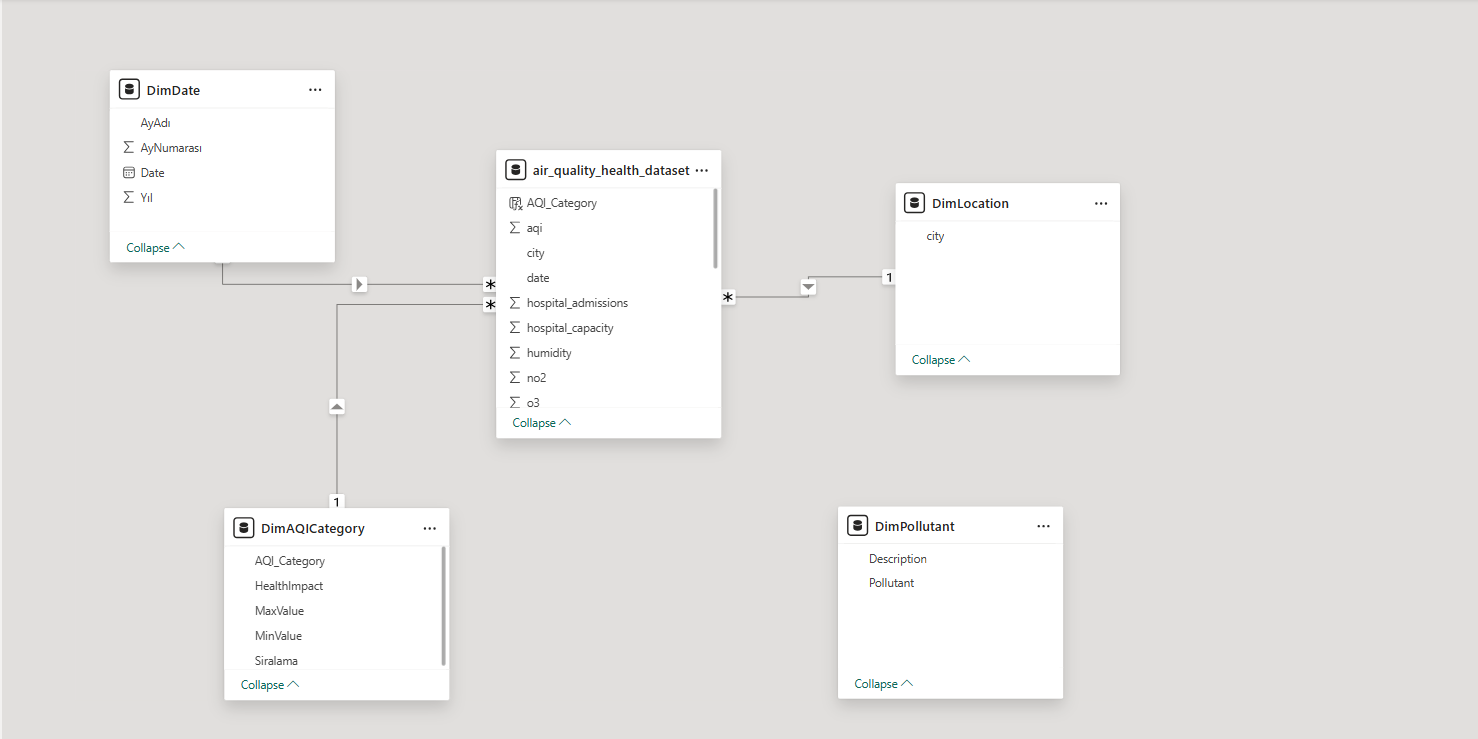 DimDate
AyAdı
AyNumarası
Date
Yıl
Collapse
air_quality_health_dataset
AQI_Category
aqi
city
date
hospital_admissions
hospital_capacity
humidity
no2
o3
Collapse
DimLocation
city
Collapse
*
*
*
1
1
DimAQICategory
AQI_Category
HealthImpact
MaxValue
MinValue
Siralama
Collapse
DimPollutant
Description
Pollutant
Collapse